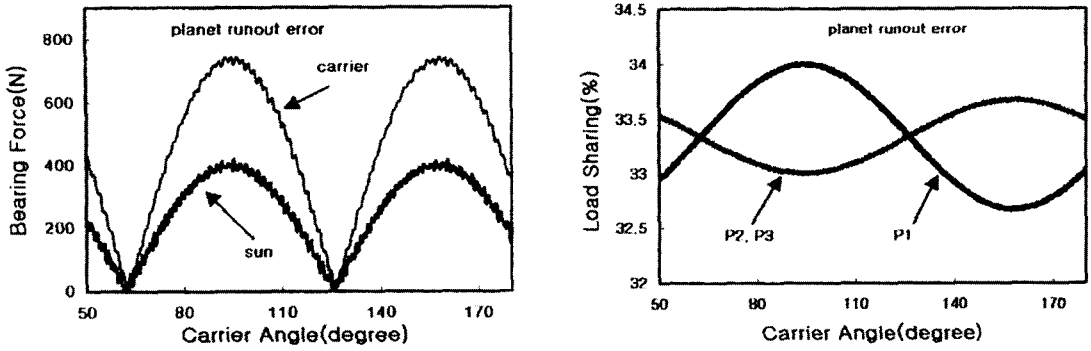 planet runout error
800
600
400
200
0
Bearing Force(N)
carrier
sun
50
80
110
140
170
Carrier Angle(degree)
planet runout error
34.5
34
33.5
33
32.5
32
Load Sharing(%)
P2, P3
P1
50
80
110
140
170
Carrier Angle(degree)